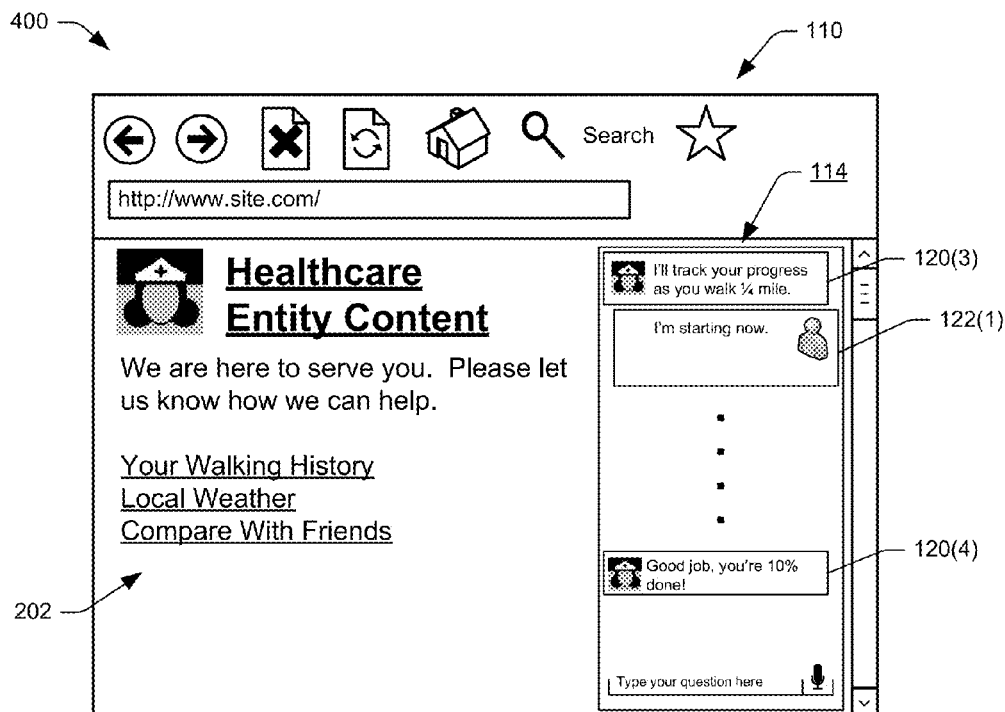 400
110
Search
http://www.site.com/
114
Healthcare
Entity Content
We are here to serve you. Please let
us know how we can help.
Your Walking History
Local Weather
Compare With Friends
202
I'll track your progress
as you walk ¼ mile.
120(3)
I'm starting now.
122(1)
Good job, you're 10%
done!
120(4)
Type your question here